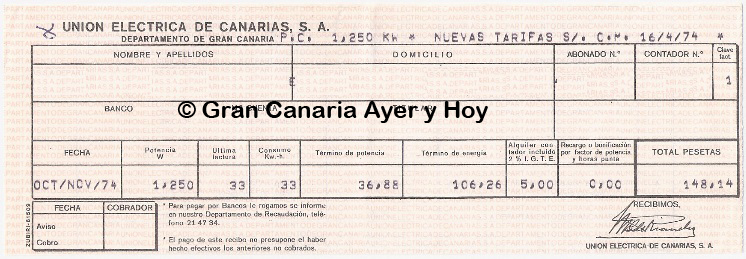 UNION ELECTRICA DE CANARIAS, S. A.
DEPARTAMENTO DE GRAN CANARIA P.C. 1,250 KW * NUEVAS TARIFAS S/. C.M. 16/4/74 *
NOMBRE Y APELLIDOS DOMICILIO ABONADO N.° CONTADOR N.° Clave fact.
E 1
BANCO
© Gran Canaria Ayer y Hoy
FECHA Potencia W Ultima factura Consumo Kw.-h. Término de potencia Término de energía Alquiler contador incluido 2 % I. G. T. E. Recargo o bonificación por factor de potencia y horas punta TOTAL PESETAS
OCT/NOV/74 1,250 33 33 36,88 106,26 5,00 0,00 148,14
FECHA COBRADOR
Aviso
Cobro
* Para pagar por Bancos le rogamos se informe
en nuestro Departamento de Recaudación, telé-
fono 21 47 34.
* El pago de este recibo no presupone el haber
hecho efectivos los anteriores no cobrados.
RECIBIMOS,
UNION ELECTRICA DE CANARIAS, S. A.